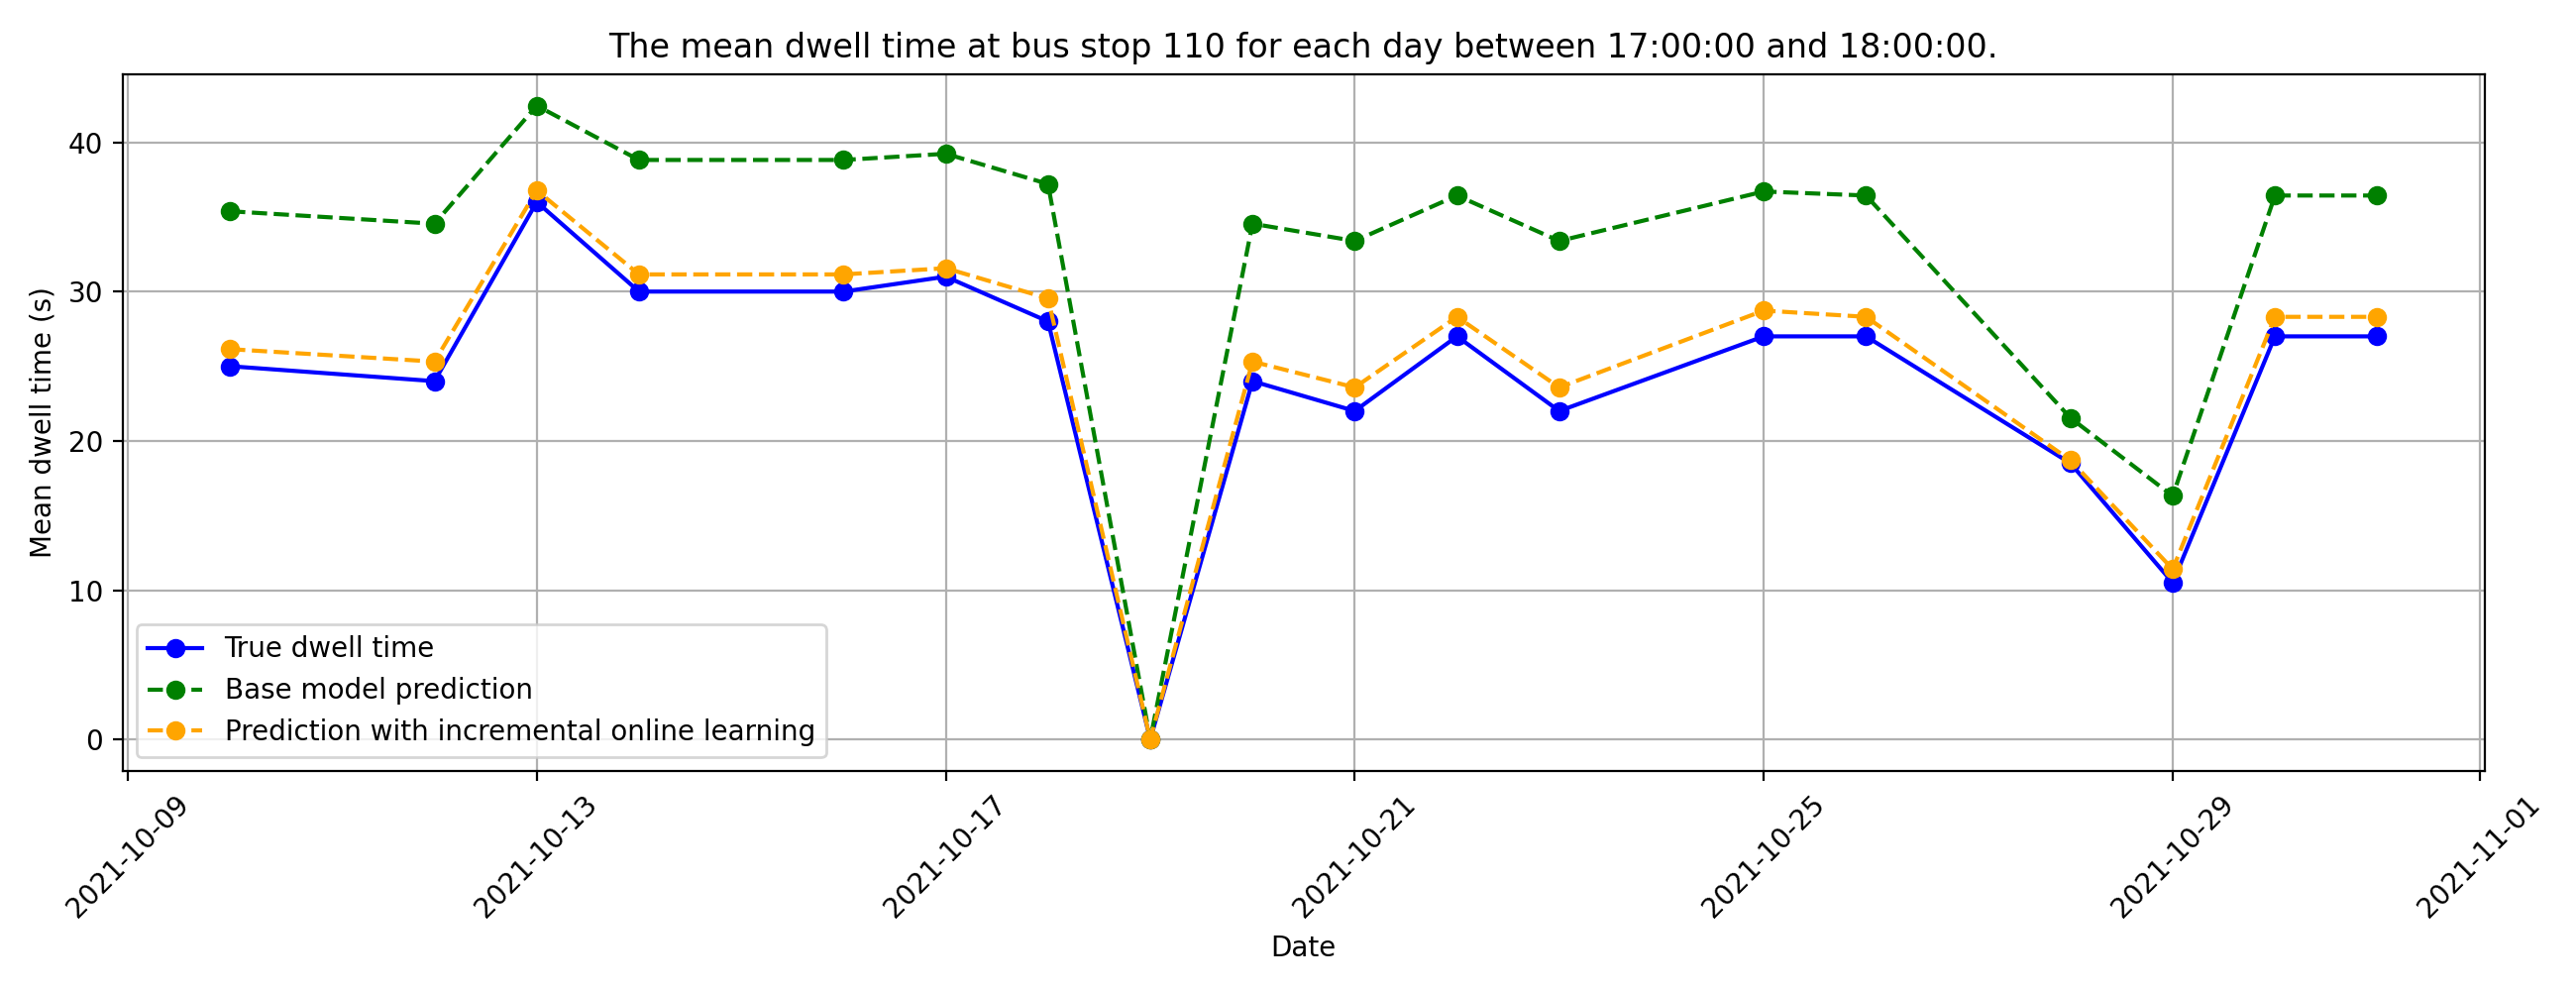 The mean dwell time at bus stop 110 for each day between 17:00:00 and 18:00:00.
Mean dwell time (s)
40
30
20
10
0
True dwell time
Base model prediction
Prediction with incremental online learning
2021-10-09
2021-10-13
2021-10-17
2021-10-21
2021-10-25
2021-10-29
2021-11-01
Date